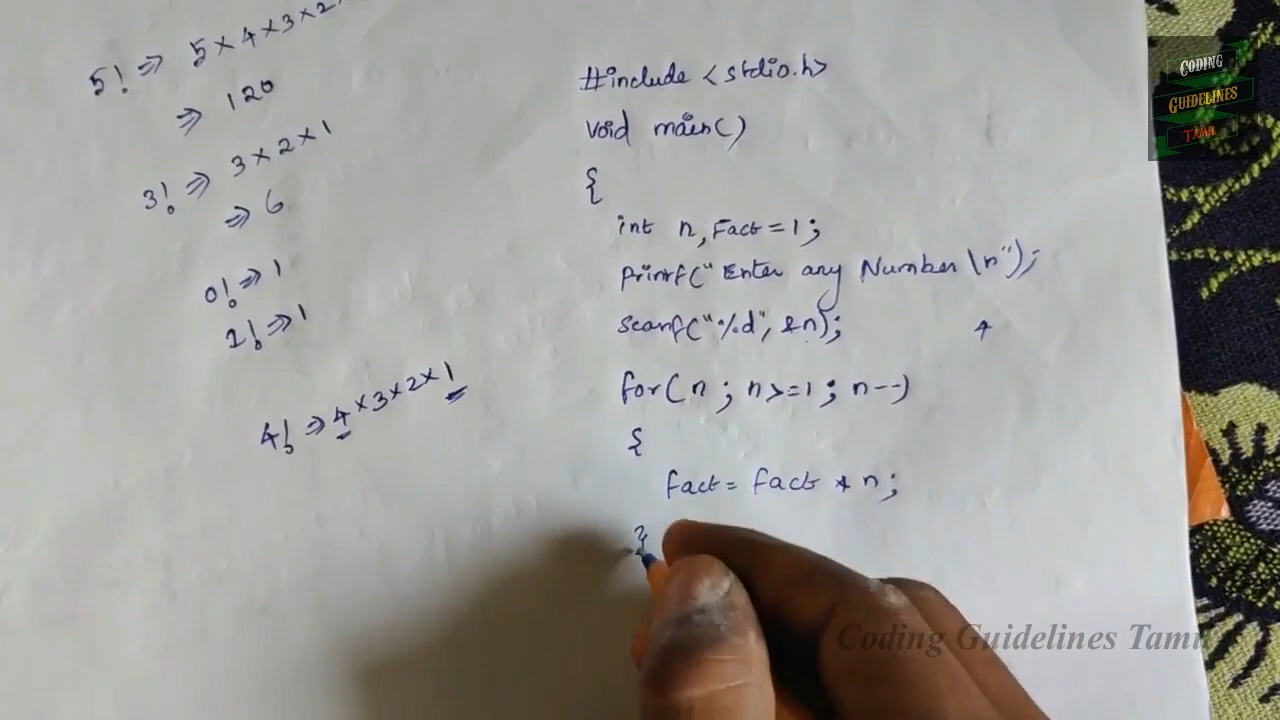 5! ⇒ 5×4×3×2×
⇒ 120
3! ⇒ 3×2×1
⇒ 6
0! ⇒ 1
1! ⇒ 1
4! ⇒ 4×3×2×1
#include <stdio.h>
void main()
{
int n, Fact=1;
printf("Enter any Number \n");
scanf("%d", &n);
4
for(n ; n>=1 ; n--)
{
fact = fact * n;
}
CODING
GUIDELINES
TAMIL
Coding Guidelines Tamil